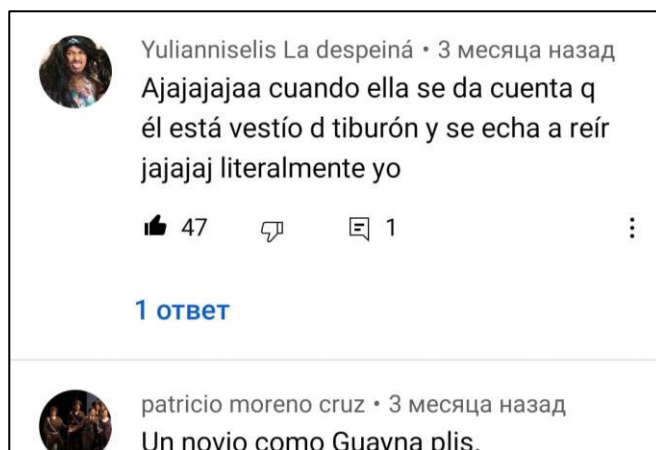 Yulianniselis La despeiná • 3 месяца назад
Ajajajajaa cuando ella se da cuenta q
él está vestío d tiburón y se echa a reír
jajajaj literalmente yo
47 1
1 ответ
patricio moreno cruz • 3 месяца назад
Un novio como Guayna plis.